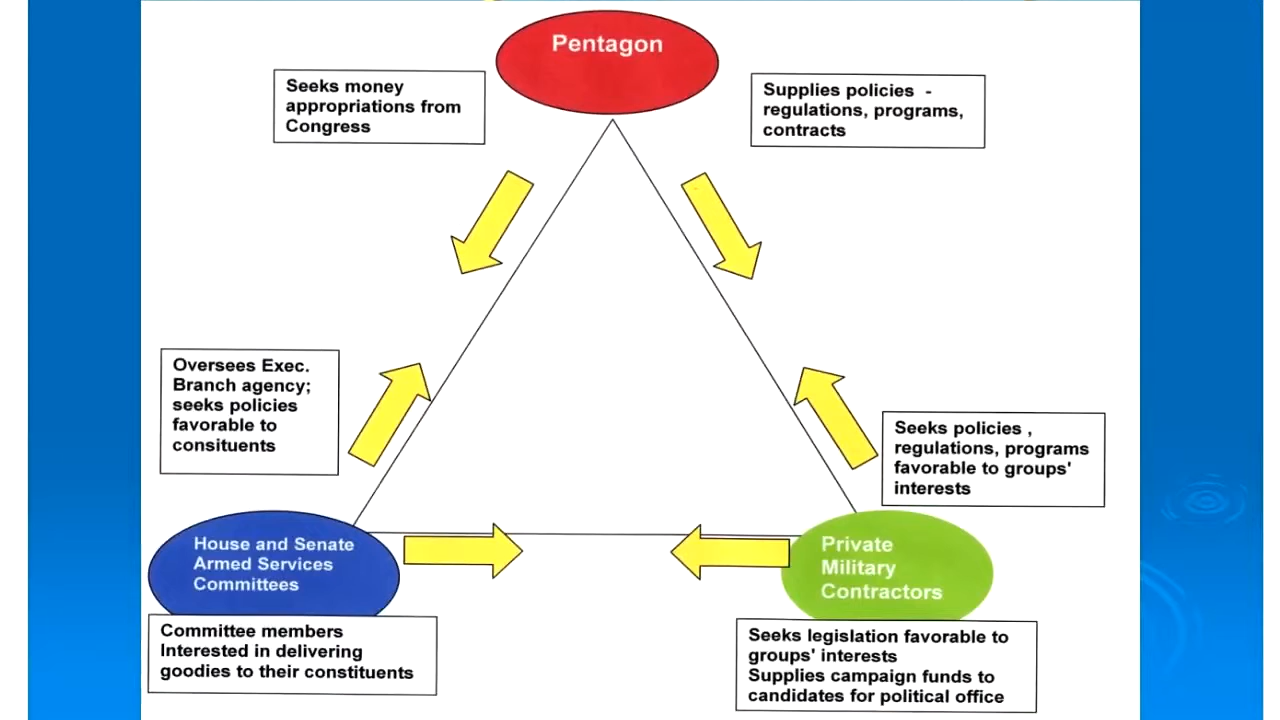 Pentagon
Seeks money
appropriations from
Congress
Supplies policies -
regulations, programs,
contracts
Oversees Exec.
Branch agency;
seeks policies
favorable to
consituents
Seeks policies ,
regulations, programs
favorable to groups'
interests
House and Senate
Armed Services
Committees
Private
Military
Contractors
Committee members
Interested in delivering
goodies to their constituents
Seeks legislation favorable to
groups' interests
Supplies campaign funds to
candidates for political office